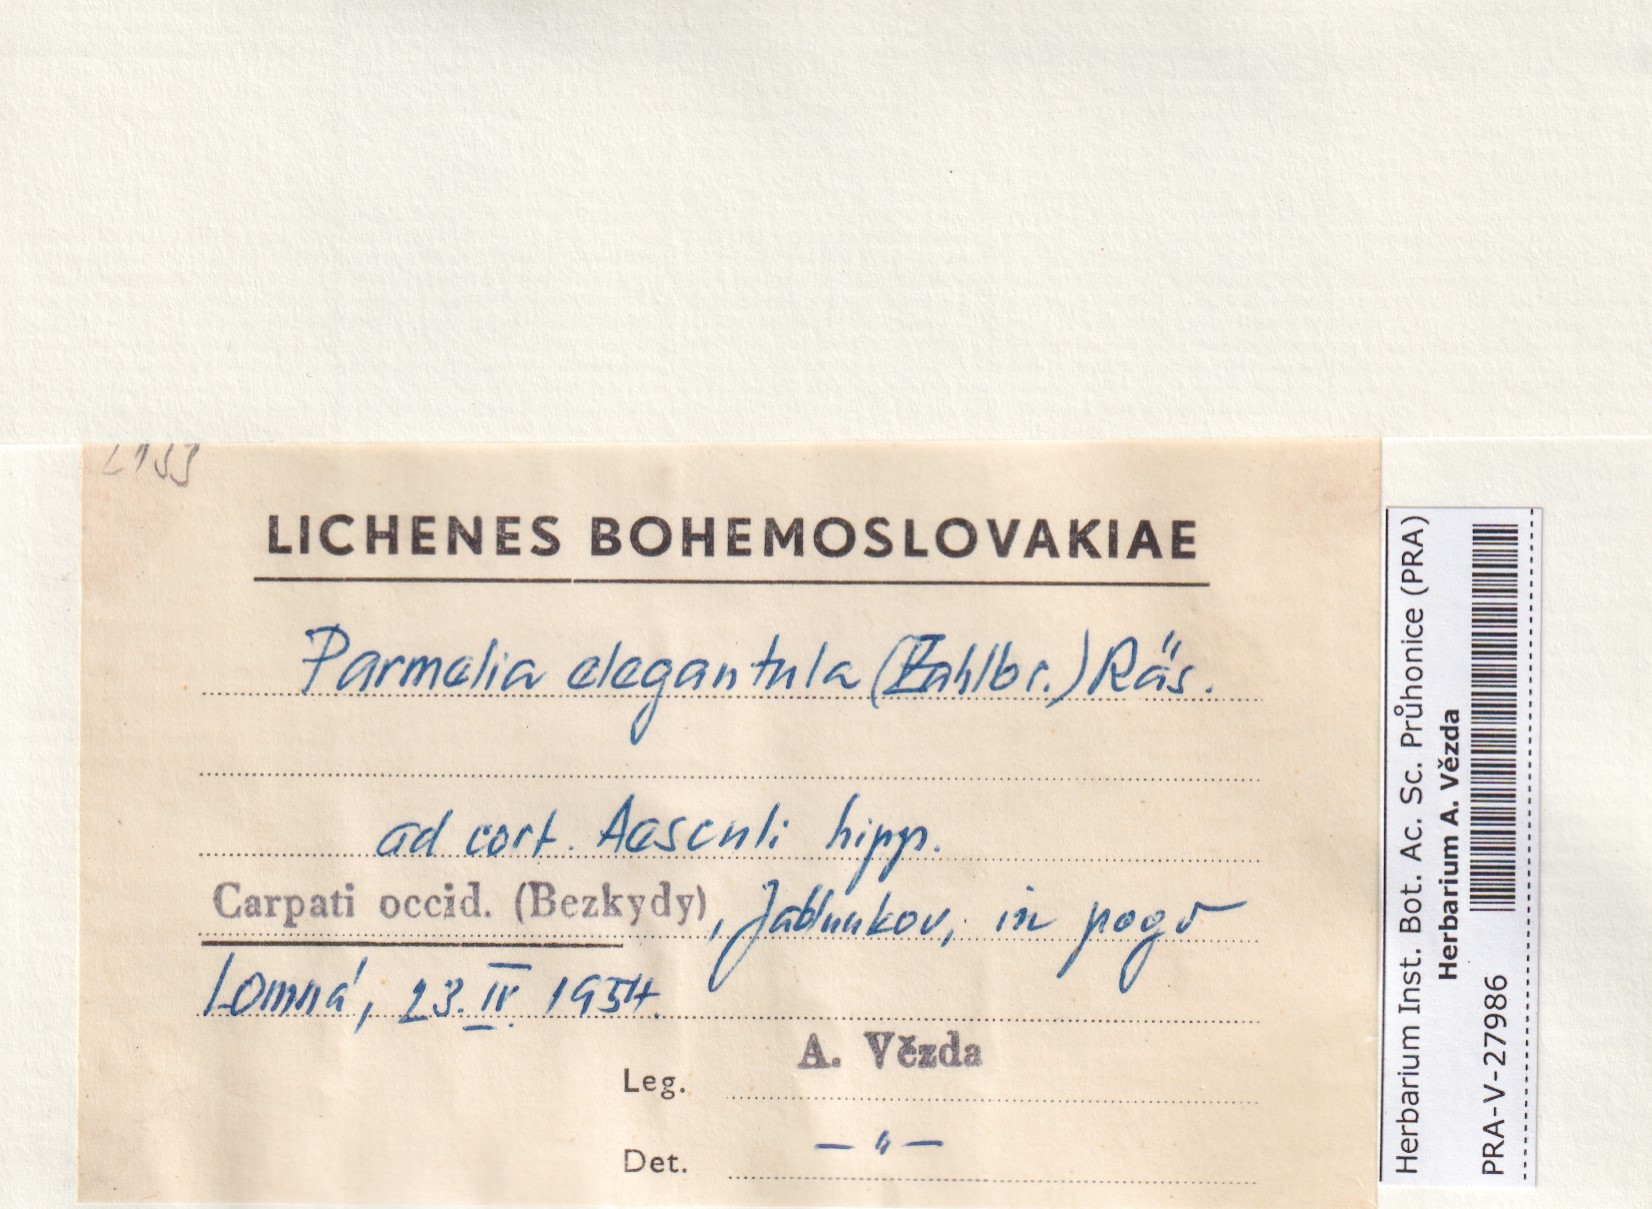 LICHENES BOHEMOSLOVAKIAE
Parmelia elegantula (Zahlbr.) Räs.
ad cort. Aesculi hipp.
Carpati occid. (Bezkydy), Jablunkov, in pago
Lomná, 23. IV. 1954.
Leg. A. Vězda
Det. — " —
Herbarium Inst. Bot. Ac. Sc. Průhonice (PRA)
Herbarium A. Vězda
PRA-V-27986